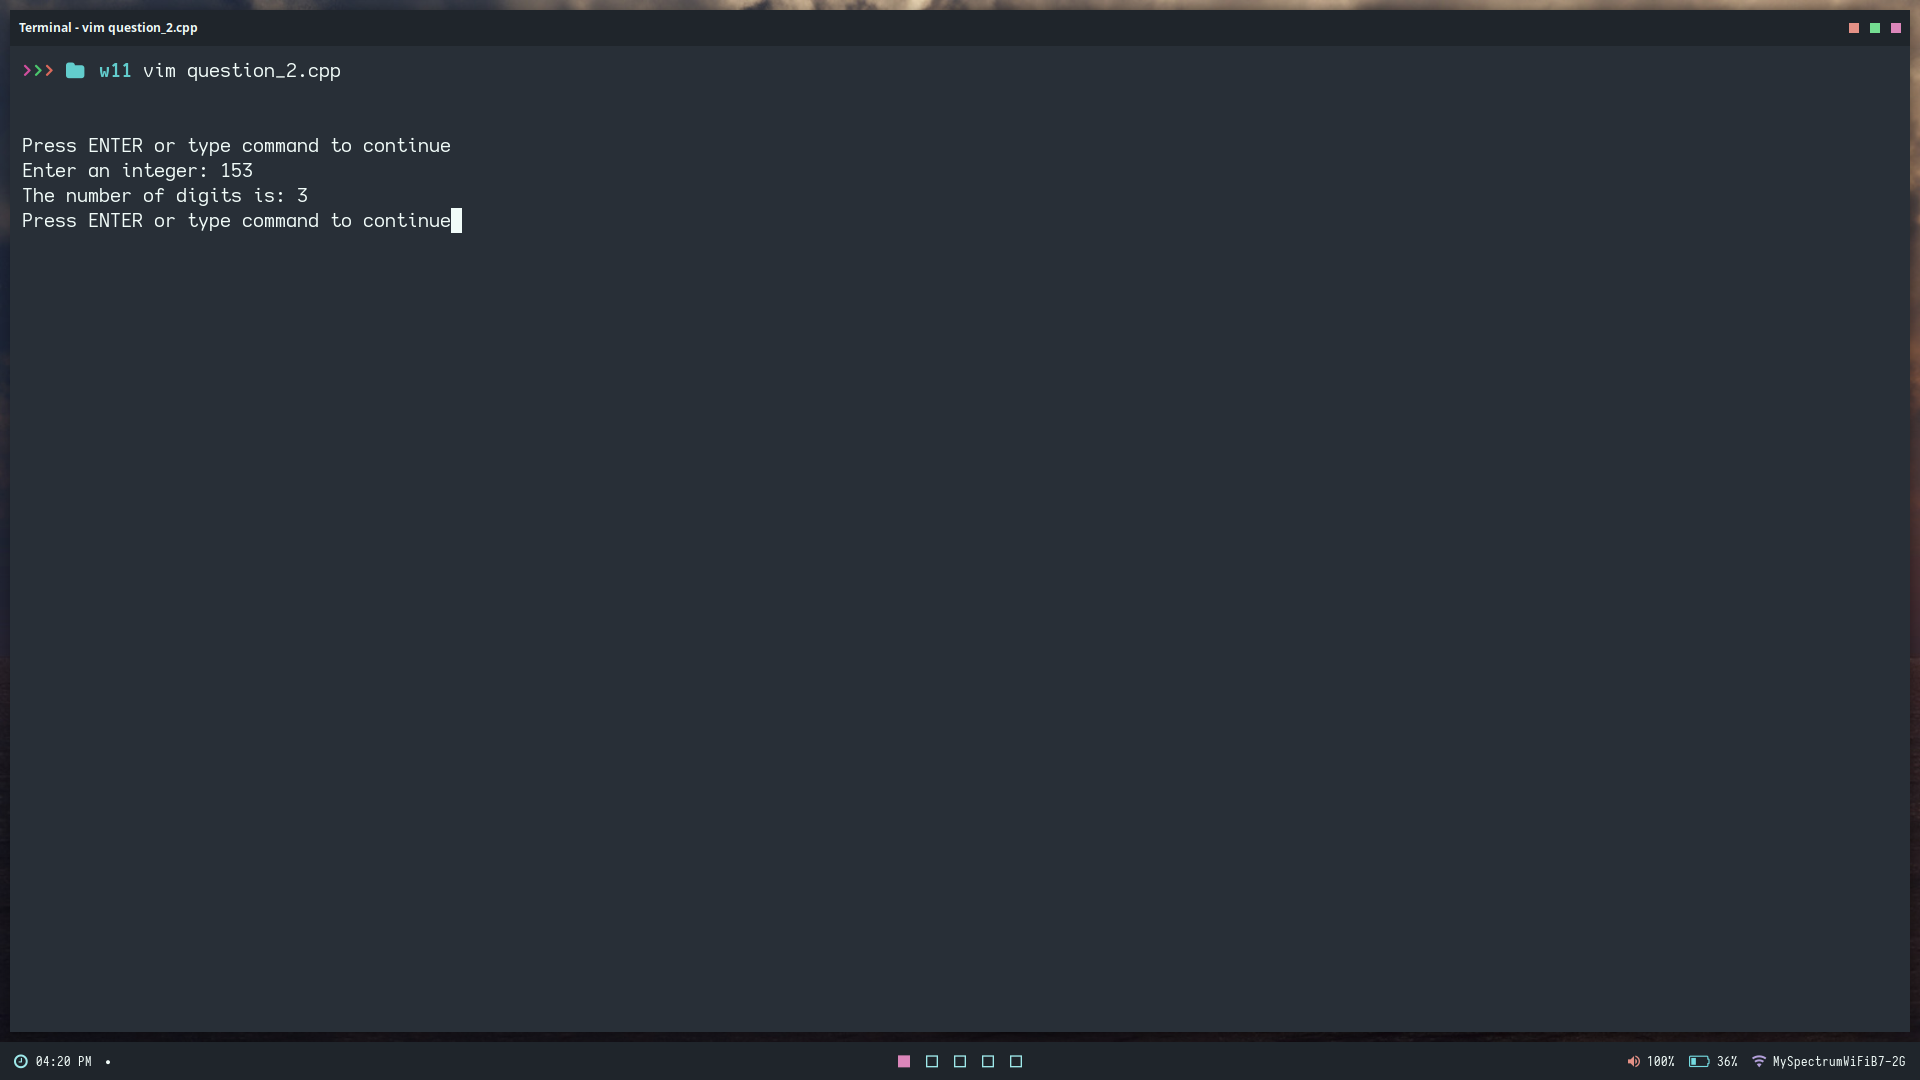 Terminal - vim question_2.cpp
>>> w11 vim question_2.cpp
Press ENTER or type command to continue
Enter an integer: 153
The number of digits is: 3
Press ENTER or type command to continue
04:20 PM •
100% 36% MySpectrumWiFiB7-2G